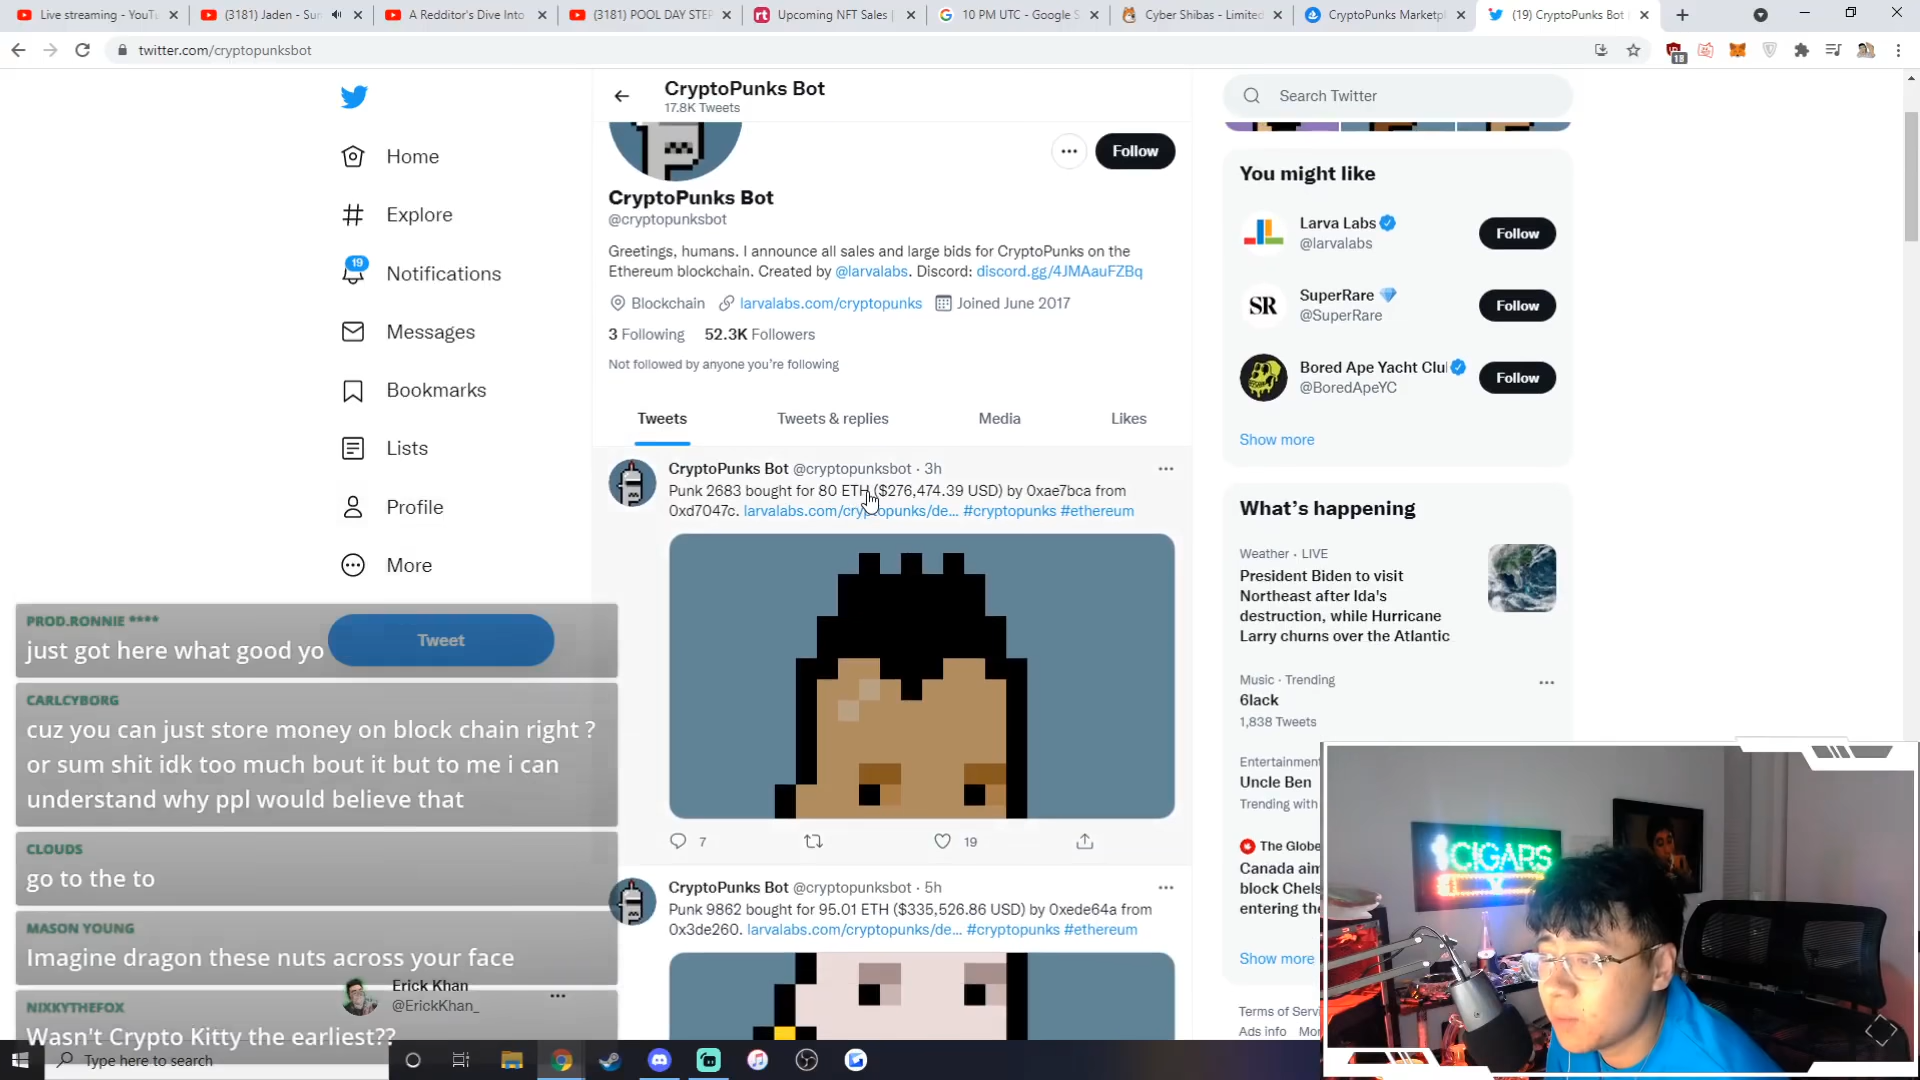 Live streaming - YouTu
(3181) Jaden - Sun
A Redditor's Dive Into
(3181) POOL DAY STEP
Upcoming NFT Sales |
10 PM UTC - Google S
Cyber Shibas - Limited
CryptoPunks Marketpl
(19) CryptoPunks Bot
twitter.com/cryptopunksbot
18
CryptoPunks Bot
17.8K Tweets
Follow
CryptoPunks Bot
@cryptopunksbot
Greetings, humans. I announce all sales and large bids for CryptoPunks on the
Ethereum blockchain. Created by @larvalabs. Discord: discord.gg/4JMAauFZBq
Blockchain larvalabs.com/cryptopunks Joined June 2017
3 Following 52.3K Followers
Not followed by anyone you're following
Tweets Tweets & replies Media Likes
CryptoPunks Bot @cryptopunksbot · 3h
Punk 2683 bought for 80 ETH ($276,474.39 USD) by 0xae7bca from
0xd7047c. larvalabs.com/cryptopunks/de... #cryptopunks #ethereum
7 19
CryptoPunks Bot @cryptopunksbot · 5h
Punk 9862 bought for 95.01 ETH ($335,526.86 USD) by 0xede64a from
0x3de260. larvalabs.com/cryptopunks/de... #cryptopunks #ethereum
Home
Explore
19
Notifications
Messages
Bookmarks
Lists
Profile
More
Tweet
PROD.RONNIE ****
just got here what good yo
CARLCYBORG
cuz you can just store money on block chain right ?
or sum shit idk too much bout it but to me i can
understand why ppl would believe that
CLOUDS
go to the to
MASON YOUNG
Imagine dragon these nuts across your face
Erick Khan
@ErickKhan_
NIXKYTHEFOX
Wasn't Crypto Kitty the earliest??
Type here to search
Search Twitter
You might like
Larva Labs
@larvalabs
Follow
SuperRare
@SuperRare
Follow
SR
Bored Ape Yacht Clul
@BoredApeYC
Follow
Show more
What's happening
Weather · LIVE
President Biden to visit
Northeast after Ida's
destruction, while Hurricane
Larry churns over the Atlantic
Music · Trending
6lack
1,838 Tweets
Entertainment
Uncle Ben
Trending with
The Globe
Canada aim
block Chels
entering the
Show more
Terms of Servi
Ads info Mor
CIGARS